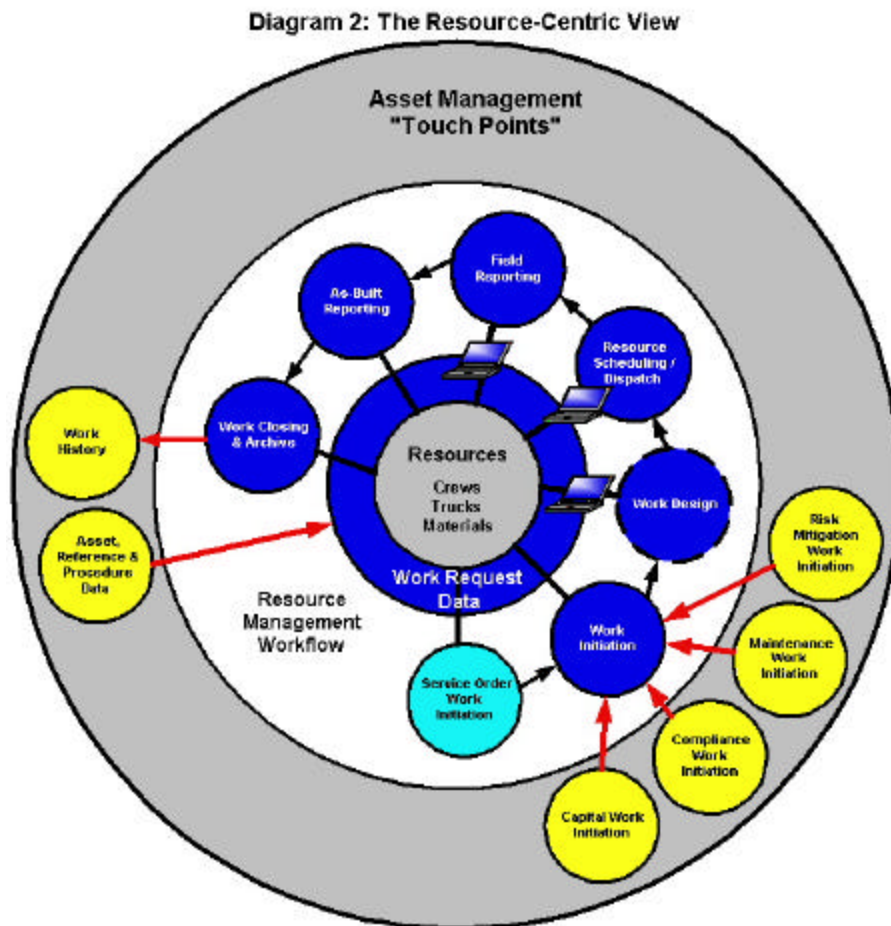 Diagram 2: The Resource-Centric View
Asset Management
"Touch Points"
Field
Reporting
As-Built
Reporting
Resource
Scheduling /
Dispatch
Work Closing
& Archive
Work
History
Resources
Crews
Trucks
Materials
Work Design
Asset,
Reference &
Procedure
Data
Risk
Mitigation
Work
Initiation
Work Request
Data
Resource
Management
Workflow
Work
Initiation
Maintenance
Work
Initiation
Service Order
Work
Initiation
Compliance
Work
Initiation
Capital Work
Initiation